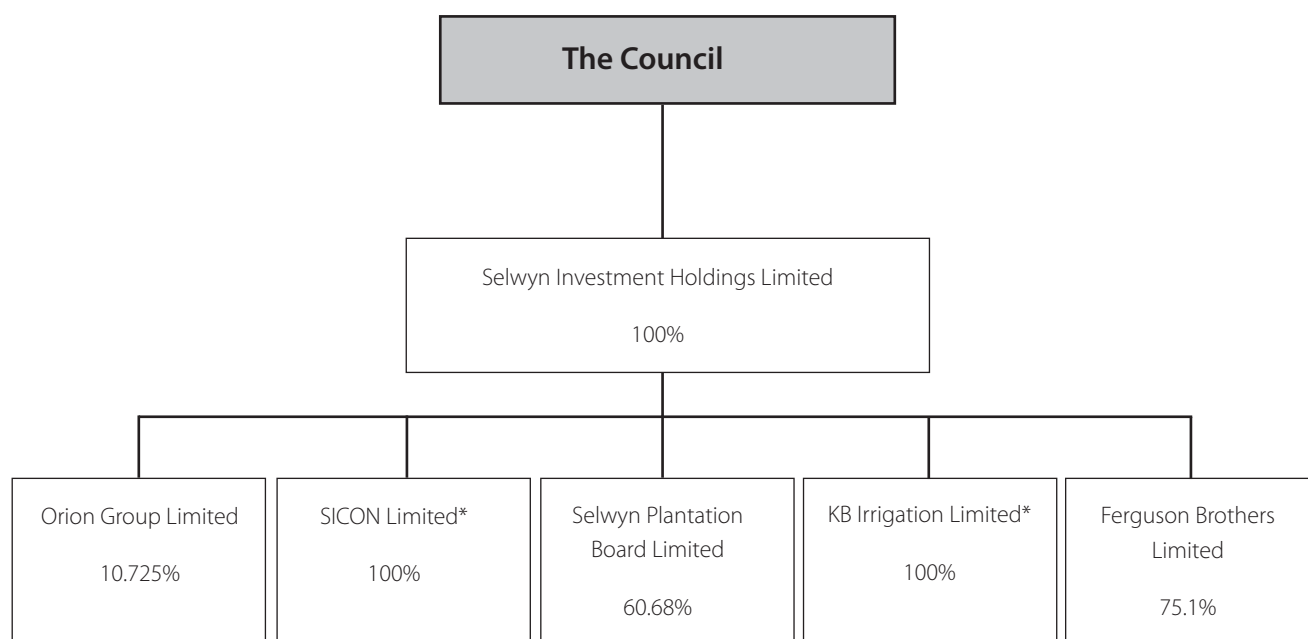 The Council
Selwyn Investment Holdings Limited
100%
Orion Group Limited
10.725%
SICON Limited*
100%
Selwyn Plantation
Board Limited
60.68%
KB Irrigation Limited*
100%
Ferguson Brothers
Limited
75.1%